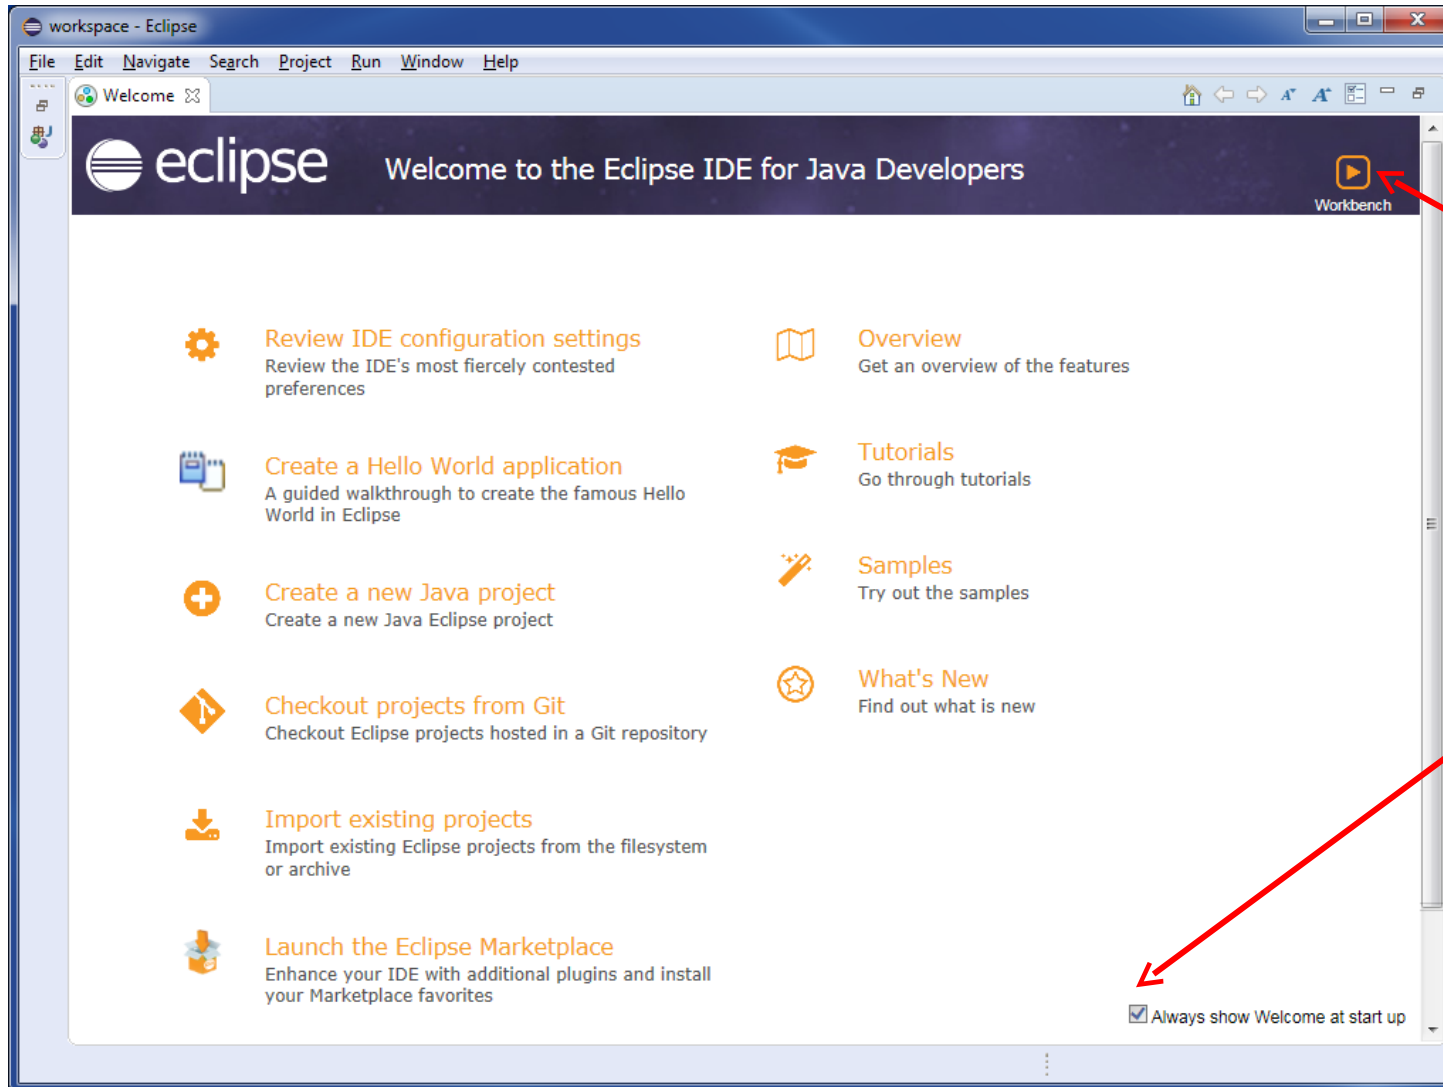 workspace - Eclipse
File Edit Navigate Search Project Run Window Help
Welcome
eclipse
Welcome to the Eclipse IDE for Java Developers
Workbench
Review IDE configuration settings
Review the IDE's most fiercely contested
preferences
Create a Hello World application
A guided walkthrough to create the famous Hello
World in Eclipse
Create a new Java project
Create a new Java Eclipse project
Checkout projects from Git
Checkout Eclipse projects hosted in a Git repository
Import existing projects
Import existing Eclipse projects from the filesystem
or archive
Launch the Eclipse Marketplace
Enhance your IDE with additional plugins and install
your Marketplace favorites
Overview
Get an overview of the features
Tutorials
Go through tutorials
Samples
Try out the samples
What's New
Find out what is new
Always show Welcome at start up